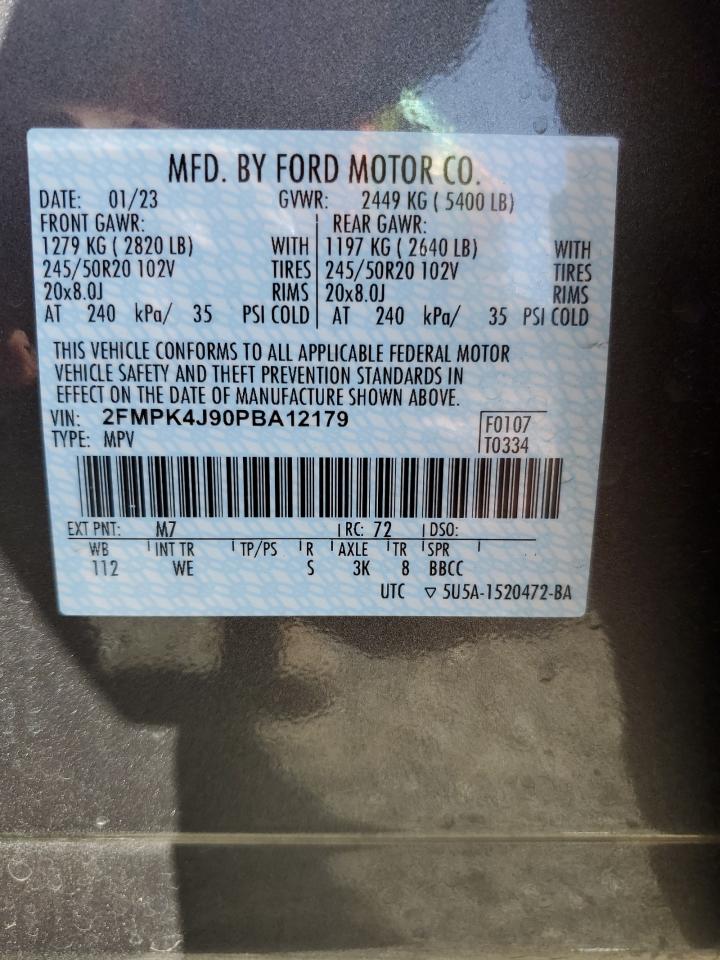 MFD. BY FORD MOTOR CO.
DATE: 01/23 GVWR: 2449 KG ( 5400 LB)
FRONT GAWR: REAR GAWR:
1279 KG ( 2820 LB) WITH 1197 KG ( 2640 LB) WITH
245/50R20 102V TIRES 245/50R20 102V TIRES
20x8.0J RIMS 20x8.0J RIMS
AT 240 kPa/ 35 PSI COLD AT 240 kPa/ 35 PSI COLD
THIS VEHICLE CONFORMS TO ALL APPLICABLE FEDERAL MOTOR
VEHICLE SAFETY AND THEFT PREVENTION STANDARDS IN
EFFECT ON THE DATE OF MANUFACTURE SHOWN ABOVE.
VIN: 2FMPK4J90PBA12179 F0107
TYPE: MPV T0334
EXT PNT: M7 RC: 72 DSO:
WB INT TR TP/PS R AXLE TR SPR
112 WE S 3K 8 BBCC
UTC ▽ 5U5A-1520472-BA